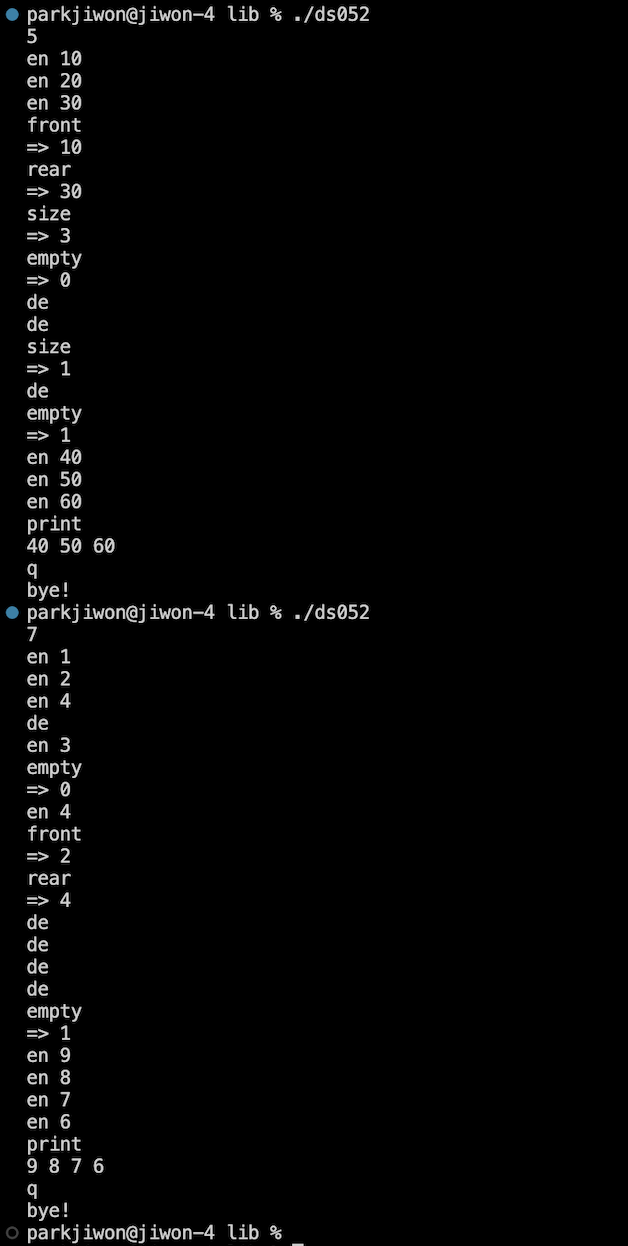 parkjiwon@jiwon-4 lib % ./ds052
5
en 10
en 20
en 30
front
=> 10
rear
=> 30
size
=> 3
empty
=> 0
de
de
size
=> 1
de
empty
=> 1
en 40
en 50
en 60
print
40 50 60
q
bye!
parkjiwon@jiwon-4 lib % ./ds052
7
en 1
en 2
en 4
de
en 3
empty
=> 0
en 4
front
=> 2
rear
=> 4
de
de
de
de
empty
=> 1
en 9
en 8
en 7
en 6
print
9 8 7 6
q
bye!
parkjiwon@jiwon-4 lib %